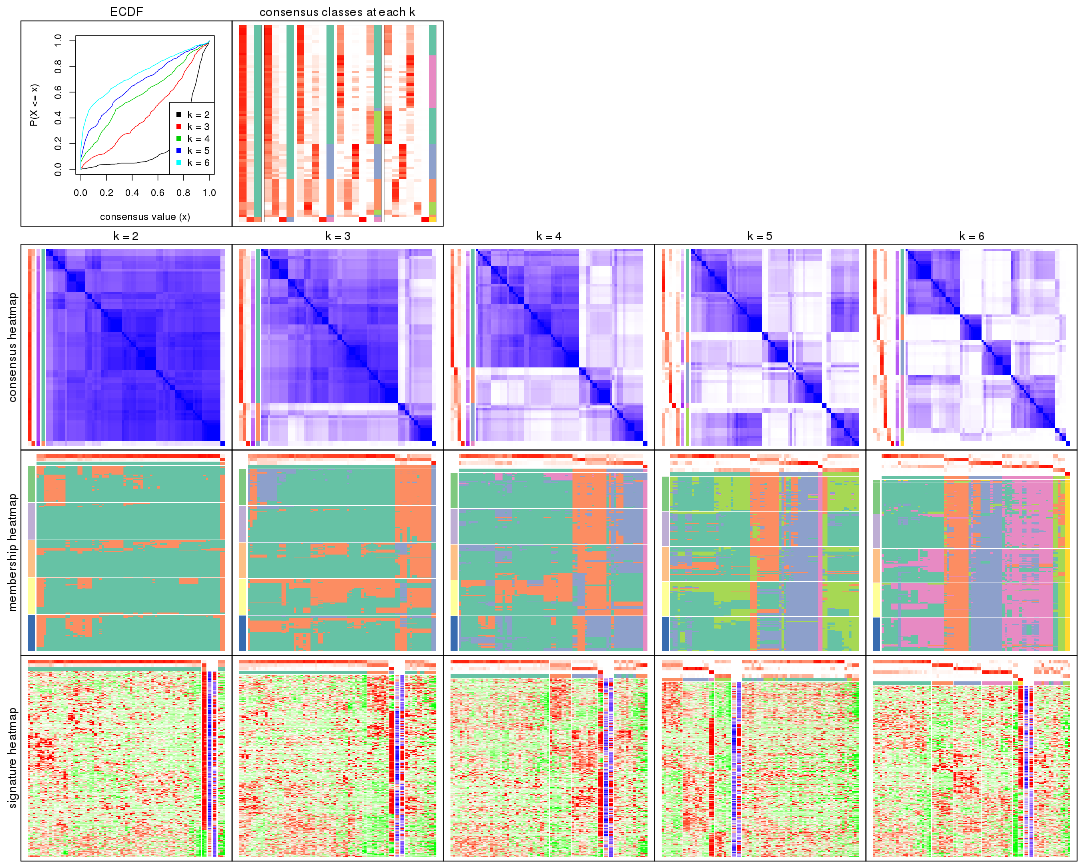 ECDF
consensus classes at each k
P(X <= x)
1.0
0.8
0.6
0.4
0.2
0.0
k = 2
k = 3
k = 4
k = 5
k = 6
0.0 0.2 0.4 0.6 0.8 1.0
consensus value (x)
k = 2 k = 3 k = 4 k = 5 k = 6
consensus heatmap
membership heatmap
signature heatmap